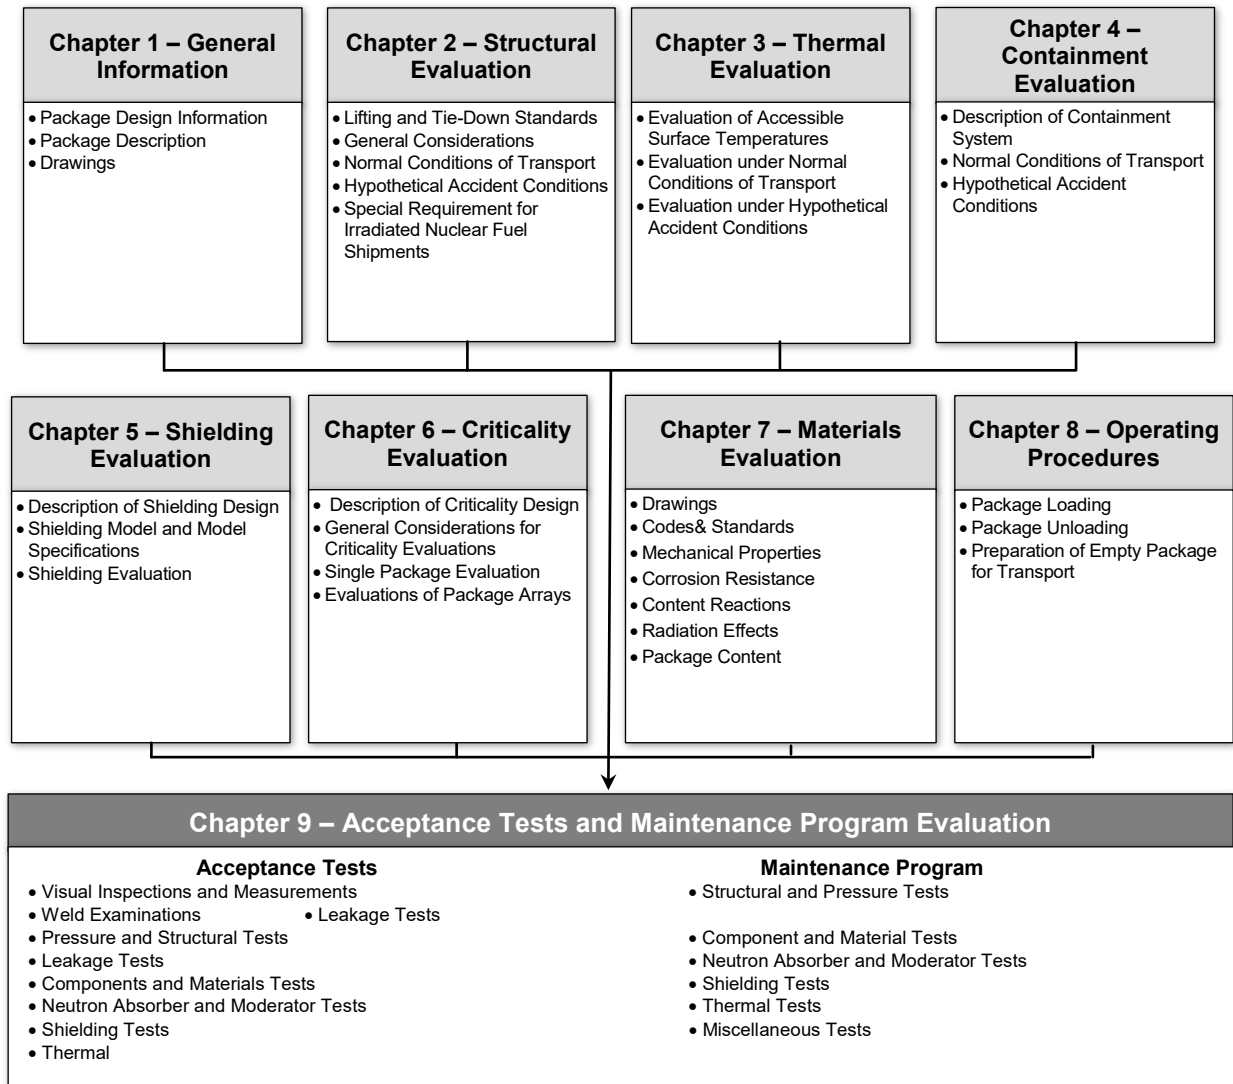 Chapter 1 – General
Information
• Package Design Information
• Package Description
• Drawings
Chapter 2 – Structural
Evaluation
• Lifting and Tie-Down Standards
• General Considerations
• Normal Conditions of Transport
• Hypothetical Accident Conditions
• Special Requirement for
Irradiated Nuclear Fuel
Shipments
Chapter 3 – Thermal
Evaluation
• Evaluation of Accessible
Surface Temperatures
• Evaluation under Normal
Conditions of Transport
• Evaluation under Hypothetical
Accident Conditions
Chapter 4 –
Containment
Evaluation
• Description of Containment
System
• Normal Conditions of Transport
• Hypothetical Accident
Conditions
Chapter 5 – Shielding
Evaluation
• Description of Shielding Design
• Shielding Model and Model
Specifications
• Shielding Evaluation
Chapter 6 – Criticality
Evaluation
• Description of Criticality Design
• General Considerations for
Criticality Evaluations
• Single Package Evaluation
• Evaluations of Package Arrays
Chapter 7 – Materials
Evaluation
• Drawings
• Codes& Standards
• Mechanical Properties
• Corrosion Resistance
• Content Reactions
• Radiation Effects
• Package Content
Chapter 8 – Operating
Procedures
• Package Loading
• Package Unloading
• Preparation of Empty Package
for Transport
Chapter 9 – Acceptance Tests and Maintenance Program Evaluation
Acceptance Tests
• Visual Inspections and Measurements
• Weld Examinations • Leakage Tests
• Pressure and Structural Tests
• Leakage Tests
• Components and Materials Tests
• Neutron Absorber and Moderator Tests
• Shielding Tests
• Thermal
Maintenance Program
• Structural and Pressure Tests
• Component and Material Tests
• Neutron Absorber and Moderator Tests
• Shielding Tests
• Thermal Tests
• Miscellaneous Tests